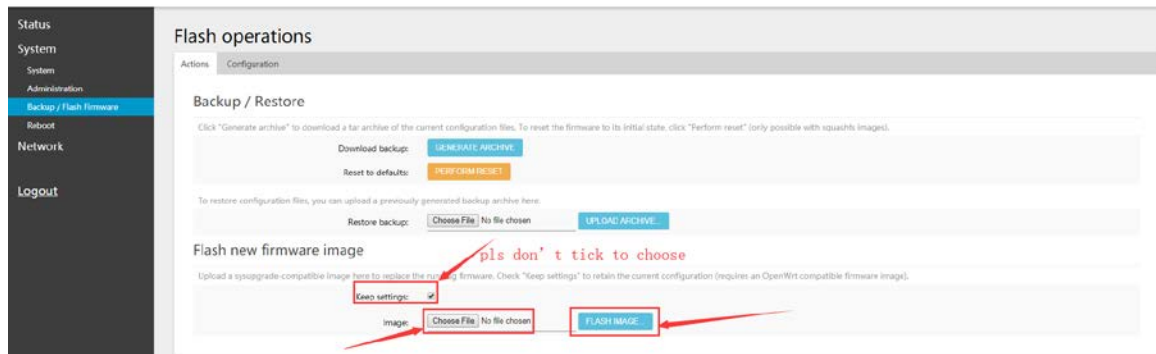 Status
System
System
Administration
Backup / Flash Firmware
Reboot
Network
Logout
Flash operations
Actions Configuration
Backup / Restore
Click "Generate archive" to download a tar archive of the current configuration files. To reset the firmware to its initial state, click "Perform reset" (only possible with squashfs images).
Download backup: GENERATE ARCHIVE
Reset to defaults: PERFORM RESET
To restore configuration files, you can upload a previously generated backup archive here.
Restore backup: Choose File No file chosen UPLOAD ARCHIVE...
Flash new firmware image
pls don't tick to choose
Upload a sysupgrade-compatible image here to replace the running firmware. Check "Keep settings" to retain the current configuration (requires an OpenWrt compatible firmware image).
Keep settings:
Image: Choose File No file chosen FLASH IMAGE...